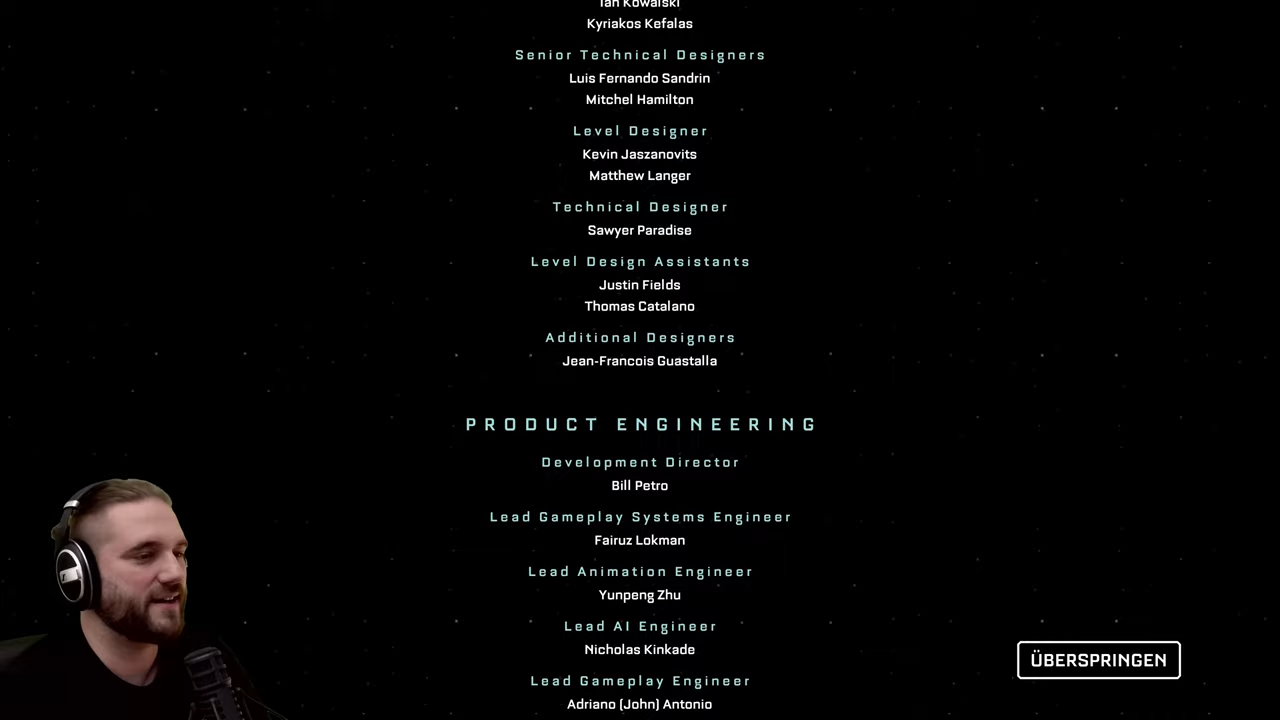 Ian Kowalski
Kyriakos Kefalas
Senior Technical Designers
Luis Fernando Sandrin
Mitchel Hamilton
Level Designer
Kevin Jaszanovits
Matthew Langer
Technical Designer
Sawyer Paradise
Level Design Assistants
Justin Fields
Thomas Catalano
Additional Designers
Jean-Francois Guastalla
PRODUCT ENGINEERING
Development Director
Bill Petro
Lead Gameplay Systems Engineer
Fairuz Lokman
Lead Animation Engineer
Yunpeng Zhu
Lead AI Engineer
Nicholas Kinkade
ÜBERSPRINGEN
Lead Gameplay Engineer
Adriano (John) Antonio